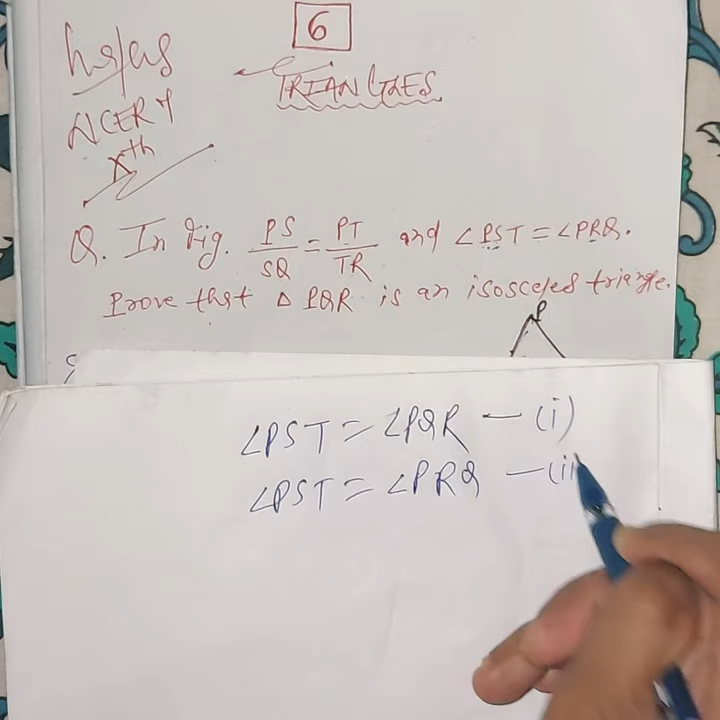 6
TRIANGLES
NCERT
Xth
Q. In Fig. PS/SQ = PT/TR and ∠PST = ∠PRQ.
Prove that △ PQR is an isosceles triangle.
P
∠PST = ∠PQR — (i)
∠PST = ∠PRQ — (ii